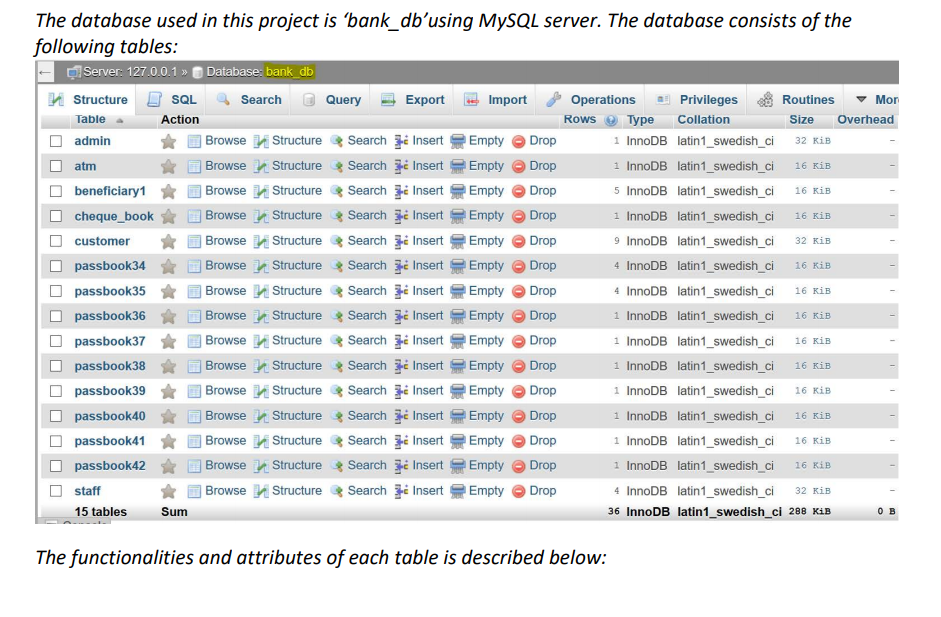 The database used in this project is ‘bank_db’using MySQL server. The database consists of the
following tables:
Server: 127.0.0.1 » Database: bank_db
Structure SQL Search Query Export Import Operations Privileges Routines Mor
Table Action Rows Type Collation Size Overhead
admin Browse Structure Search Insert Empty Drop 1 InnoDB latin1_swedish_ci 32 KiB -
atm Browse Structure Search Insert Empty Drop 1 InnoDB latin1_swedish_ci 16 KiB -
beneficiary1 Browse Structure Search Insert Empty Drop 5 InnoDB latin1_swedish_ci 16 KiB -
cheque_book Browse Structure Search Insert Empty Drop 1 InnoDB latin1_swedish_ci 16 KiB -
customer Browse Structure Search Insert Empty Drop 9 InnoDB latin1_swedish_ci 32 KiB -
passbook34 Browse Structure Search Insert Empty Drop 4 InnoDB latin1_swedish_ci 16 KiB -
passbook35 Browse Structure Search Insert Empty Drop 4 InnoDB latin1_swedish_ci 16 KiB -
passbook36 Browse Structure Search Insert Empty Drop 1 InnoDB latin1_swedish_ci 16 KiB -
passbook37 Browse Structure Search Insert Empty Drop 1 InnoDB latin1_swedish_ci 16 KiB -
passbook38 Browse Structure Search Insert Empty Drop 1 InnoDB latin1_swedish_ci 16 KiB -
passbook39 Browse Structure Search Insert Empty Drop 1 InnoDB latin1_swedish_ci 16 KiB -
passbook40 Browse Structure Search Insert Empty Drop 1 InnoDB latin1_swedish_ci 16 KiB -
passbook41 Browse Structure Search Insert Empty Drop 1 InnoDB latin1_swedish_ci 16 KiB -
passbook42 Browse Structure Search Insert Empty Drop 1 InnoDB latin1_swedish_ci 16 KiB -
staff Browse Structure Search Insert Empty Drop 4 InnoDB latin1_swedish_ci 32 KiB -
15 tables Sum 36 InnoDB latin1_swedish_ci 288 KiB 0 B
Console
The functionalities and attributes of each table is described below: